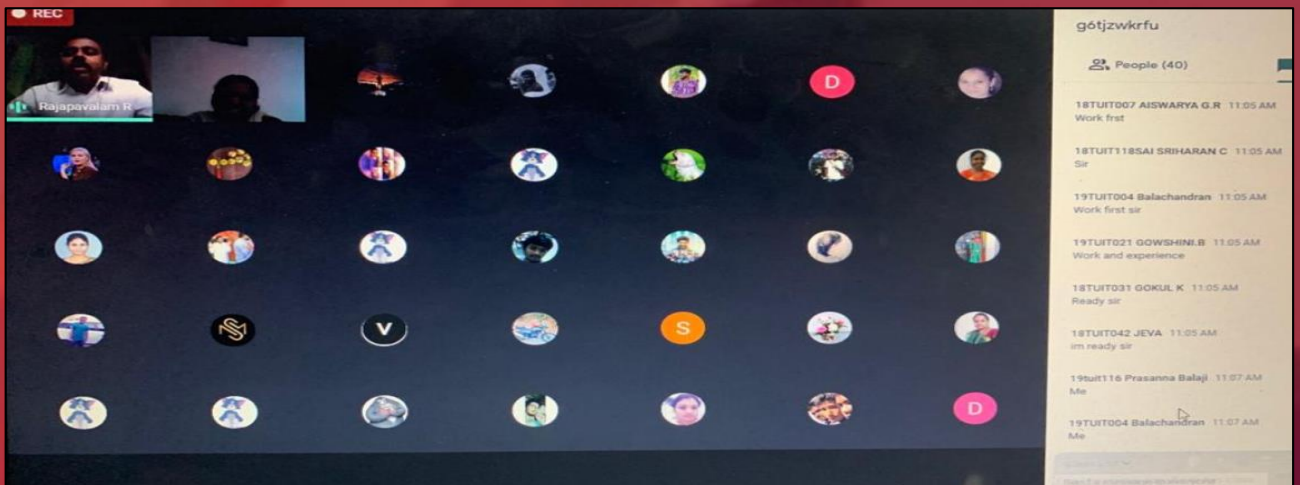 REC
Rajapavalam R
D
V
S
D
g6tjzwkrfu
People (40)
18TUIT007 AISWARYA G.R 11:05 AM
Work frst
18TUIT118SAI SRIHARAN C 11:05 AM
Sir
19TUIT004 Balachandran 11:05 AM
Work first sir
19TUIT021 GOWSHINI.B 11:05 AM
Work and experience
18TUIT031 GOKUL K 11:05 AM
Ready sir
18TUIT042 JEVA 11:05 AM
im ready sir
19tuit116 Prasanna Balaji 11:07 AM
Me
19TUIT004 Balachandran 11:07 AM
Me